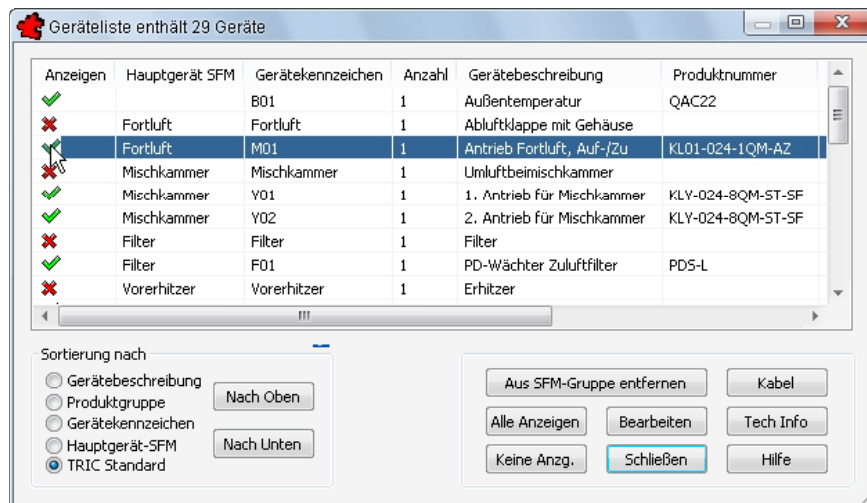 Geräteliste enthält 29 Geräte
Anzeigen Hauptgerät SFM Gerätekennzeichen Anzahl Gerätebeschreibung Produktnummer
B01 1 Außentemperatur QAC22
Fortluft Fortluft 1 Abluftklappe mit Gehäuse
Fortluft M01 1 Antrieb Fortluft, Auf-/Zu KL01-024-1QM-AZ
Mischkammer Mischkammer 1 Umluftbeimischkammer
Mischkammer Y01 1 1. Antrieb für Mischkammer KLY-024-8QM-ST-SF
Mischkammer Y02 1 2. Antrieb für Mischkammer KLY-024-8QM-ST-SF
Filter Filter 1 Filter
Filter F01 1 PD-Wächter Zuluftfilter PDS-L
Vorerhitzer Vorerhitzer 1 Erhitzer
Sortierung nach
Gerätebeschreibung
Produktgruppe
Gerätekennzeichen
Hauptgerät-SFM
TRIC Standard
Nach Oben
Nach Unten
Aus SFM-Gruppe entfernen Kabel
Alle Anzeigen Bearbeiten Tech Info
Keine Anzg. Schließen Hilfe